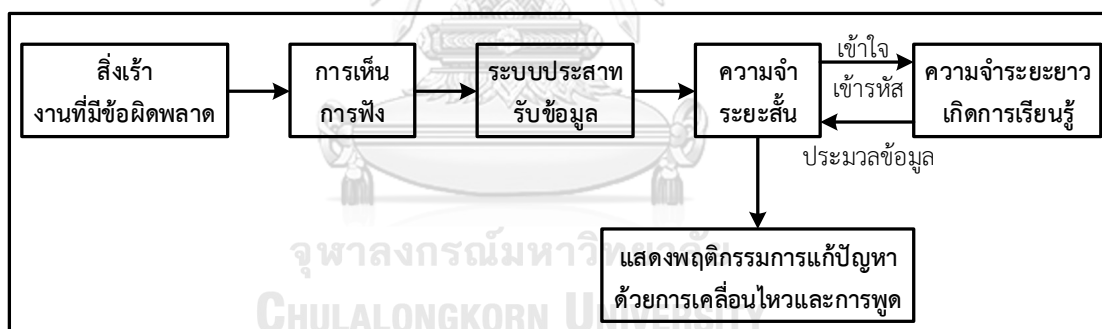 สิ่งเร้า
งานที่มีข้อผิดพลาด
การเห็น
การฟัง
ระบบประสาท
รับข้อมูล
ความจำ
ระยะสั้น
เข้าใจ
เข้ารหัส
ประมวลข้อมูล
ความจำระยะยาว
เกิดการเรียนรู้
แสดงพฤติกรรมการแก้ปัญหา
ด้วยการเคลื่อนไหวและการพูด
จุฬาลงกรณ์มหาวิทยาลัย
CHULALONGKORN UNIVERSITY